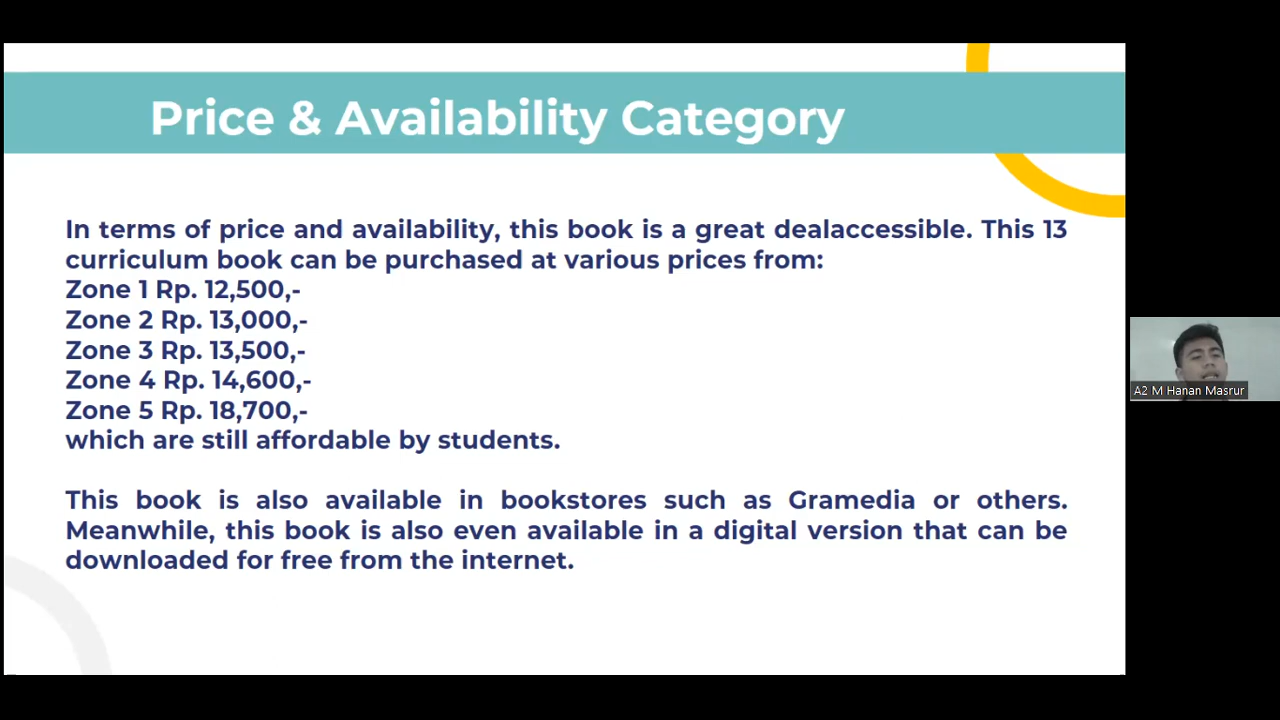 Price & Availability Category
In terms of price and availability, this book is a great dealaccessible. This 13
curriculum book can be purchased at various prices from:
Zone 1 Rp. 12,500,-
Zone 2 Rp. 13,000,-
Zone 3 Rp. 13,500,-
Zone 4 Rp. 14,600,-
Zone 5 Rp. 18,700,-
which are still affordable by students.
This book is also available in bookstores such as Gramedia or others.
Meanwhile, this book is also even available in a digital version that can be
downloaded for free from the internet.
A2 M Hanan Masrur